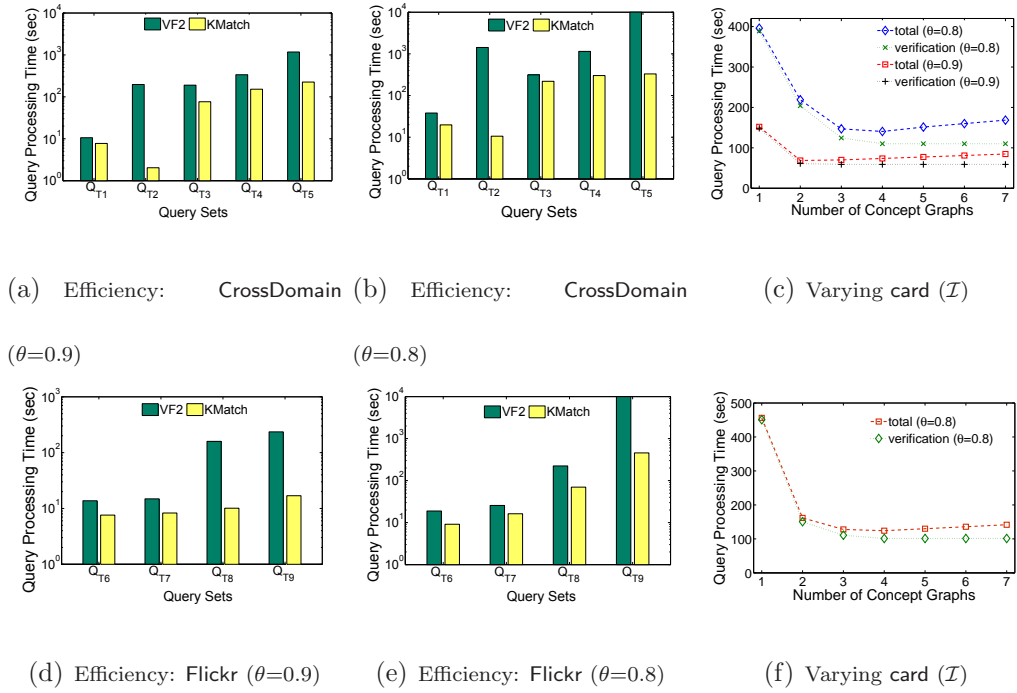 Query Processing Time (sec)
10^4
10^3
10^2
10^1
10^0
VF2 KMatch
Q_T1 Q_T2 Q_T3 Q_T4 Q_T5
Query Sets
Query Processing Time (sec)
10^4
10^3
10^2
10^1
10^0
VF2 KMatch
Q_T1 Q_T2 Q_T3 Q_T4 Q_T5
Query Sets
Query Processing Time (sec)
400
300
200
100
0
total (θ=0.8)
verification (θ=0.8)
total (θ=0.9)
verification (θ=0.9)
1 2 3 4 5 6 7
Number of Concept Graphs
(a) Efficiency: CrossDomain
(θ=0.9)
(b) Efficiency: CrossDomain
(θ=0.8)
(c) Varying card (I)
Query Processing Time (sec)
10^3
10^2
10^1
10^0
VF2 KMatch
Q_T6 Q_T7 Q_T8 Q_T9
Query Sets
Query Processing Time (sec)
10^4
10^3
10^2
10^1
10^0
VF2 KMatch
Q_T6 Q_T7 Q_T8 Q_T9
Query Sets
Query Processing Time (sec)
500
400
300
200
100
0
total (θ=0.8)
verification (θ=0.8)
1 2 3 4 5 6 7
Number of Concept Graphs
(d) Efficiency: Flickr (θ=0.9)
(e) Efficiency: Flickr (θ=0.8)
(f) Varying card (I)